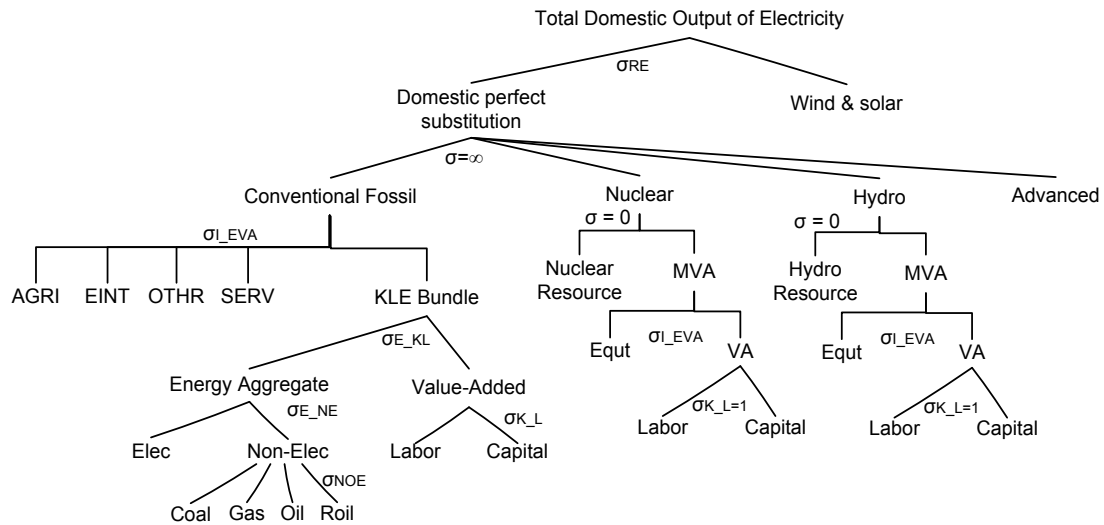 Total Domestic Output of Electricity
σRE
Domestic perfect
substitution
Wind & solar
σ=∞
Conventional Fossil
Nuclear
Hydro
Advanced
σI_EVA
σ = 0
σ = 0
AGRI
EINT
OTHR
SERV
KLE Bundle
Nuclear
Resource
MVA
Hydro
Resource
MVA
σE_KL
Equt
σI_EVA
VA
Equt
σI_EVA
VA
Energy Aggregate
Value-Added
σE_NE
σK_L
σK_L=1
σK_L=1
Elec
Non-Elec
Labor
Capital
Labor
Capital
Labor
Capital
σNOE
Coal
Gas
Oil
Roil